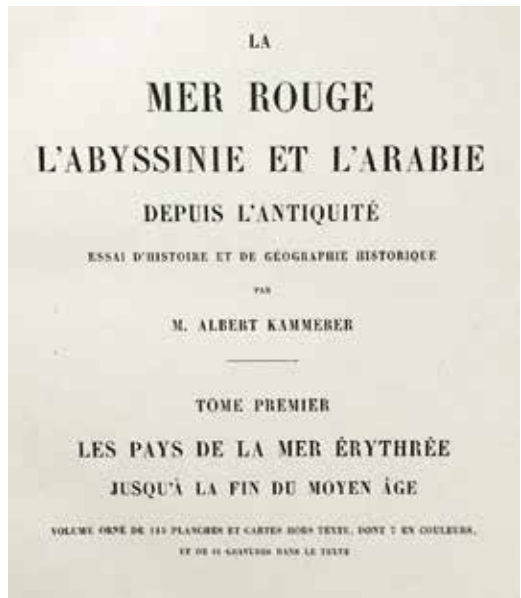 LA
MER ROUGE
L'ABYSSINIE ET L'ARABIE
DEPUIS L'ANTIQUITÉ
ESSAI D'HISTOIRE ET DE GÉOGRAPHIE HISTORIQUE
PAR
M. ALBERT KAMMERER
TOME PREMIER
LES PAYS DE LA MER ÉRYTHRÉE
JUSQU'À LA FIN DU MOYEN ÂGE
VOLUME ORNÉ DE PLANCHES ET CARTES HORS TEXTE, DONT 7 EN COULEURS,
ET DE GRAVURES DANS LE TEXTE